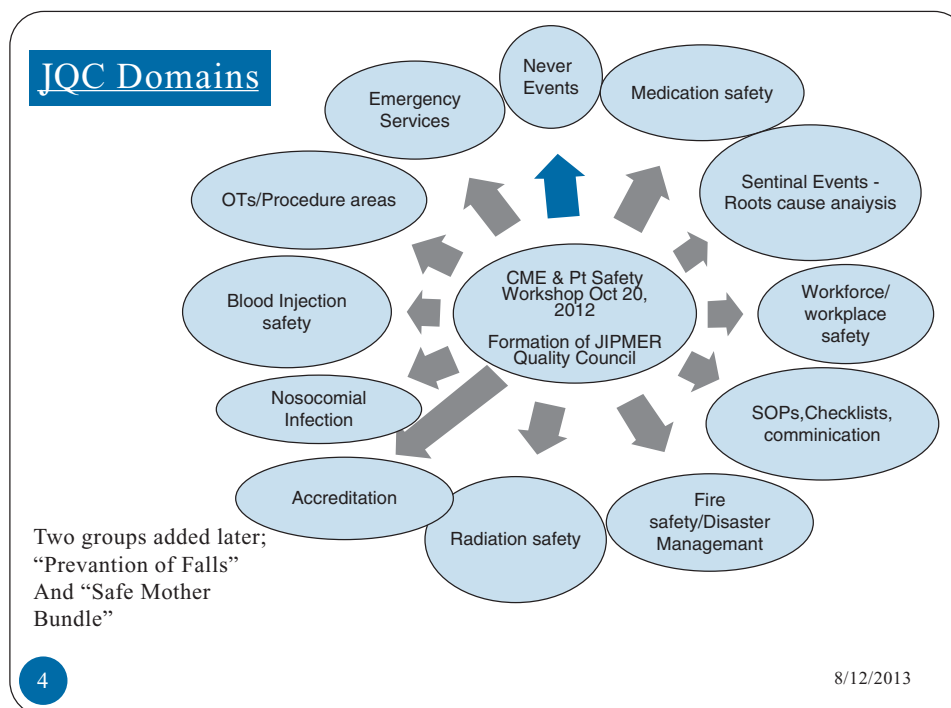 JQC Domains
Never
Events
Medication safety
Emergency
Services
Sentinal Events -
Roots cause anaiysis
OTs/Procedure areas
CME & Pt Safety
Workshop Oct 20,
2012
Formation of JIPMER
Quality Council
Blood Injection
safety
Workforce/
workplace
safety
Nosocomial
Infection
SOPs,Checklists,
comminication
Accreditation
Radiation safety
Fire
safety/Disaster
Managemant
Two groups added later;
“Prevantion of Falls”
And “Safe Mother
Bundle”
4
8/12/2013